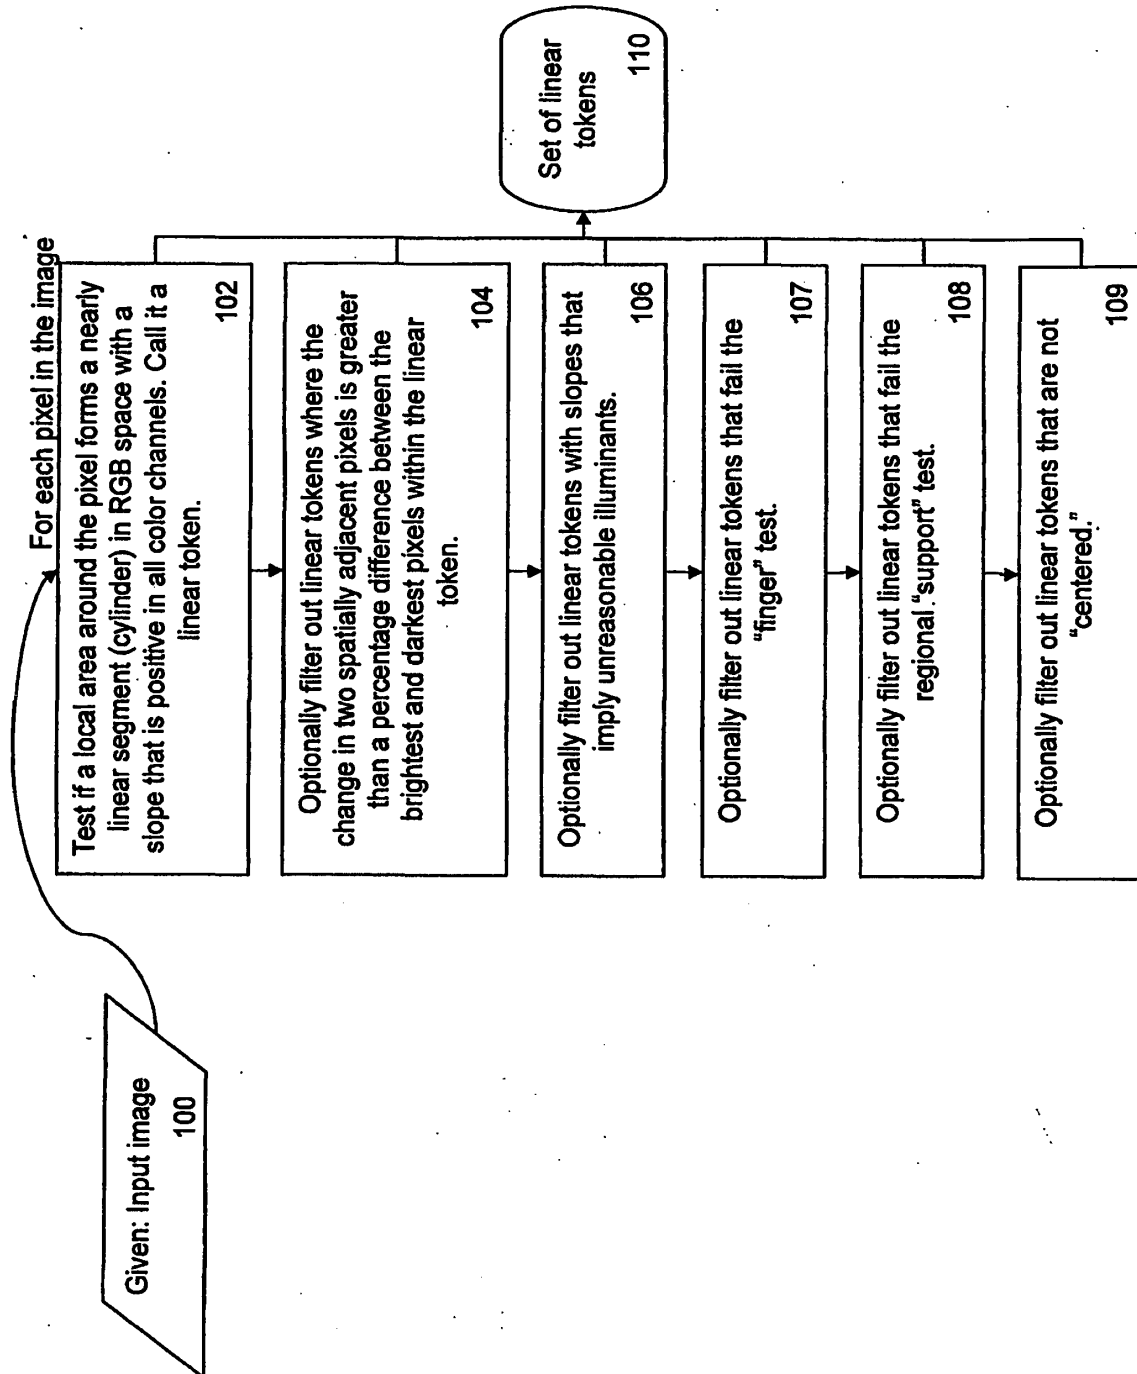 Given: Input image
100
For each pixel in the image
Test if a local area around the pixel forms a nearly
linear segment (cylinder) in RGB space with a
slope that is positive in all color channels. Call it a
linear token.
102
Optionally filter out linear tokens where the
change in two spatially adjacent pixels is greater
than a percentage difference between the
brightest and darkest pixels within the linear
token.
104
Optionally filter out linear tokens with slopes that
imply unreasonable illuminants.
106
Optionally filter out linear tokens that fail the
“finger” test.
107
Optionally filter out linear tokens that fail the
regional “support” test.
108
Optionally filter out linear tokens that are not
“centered.”
109
Set of linear
tokens
110